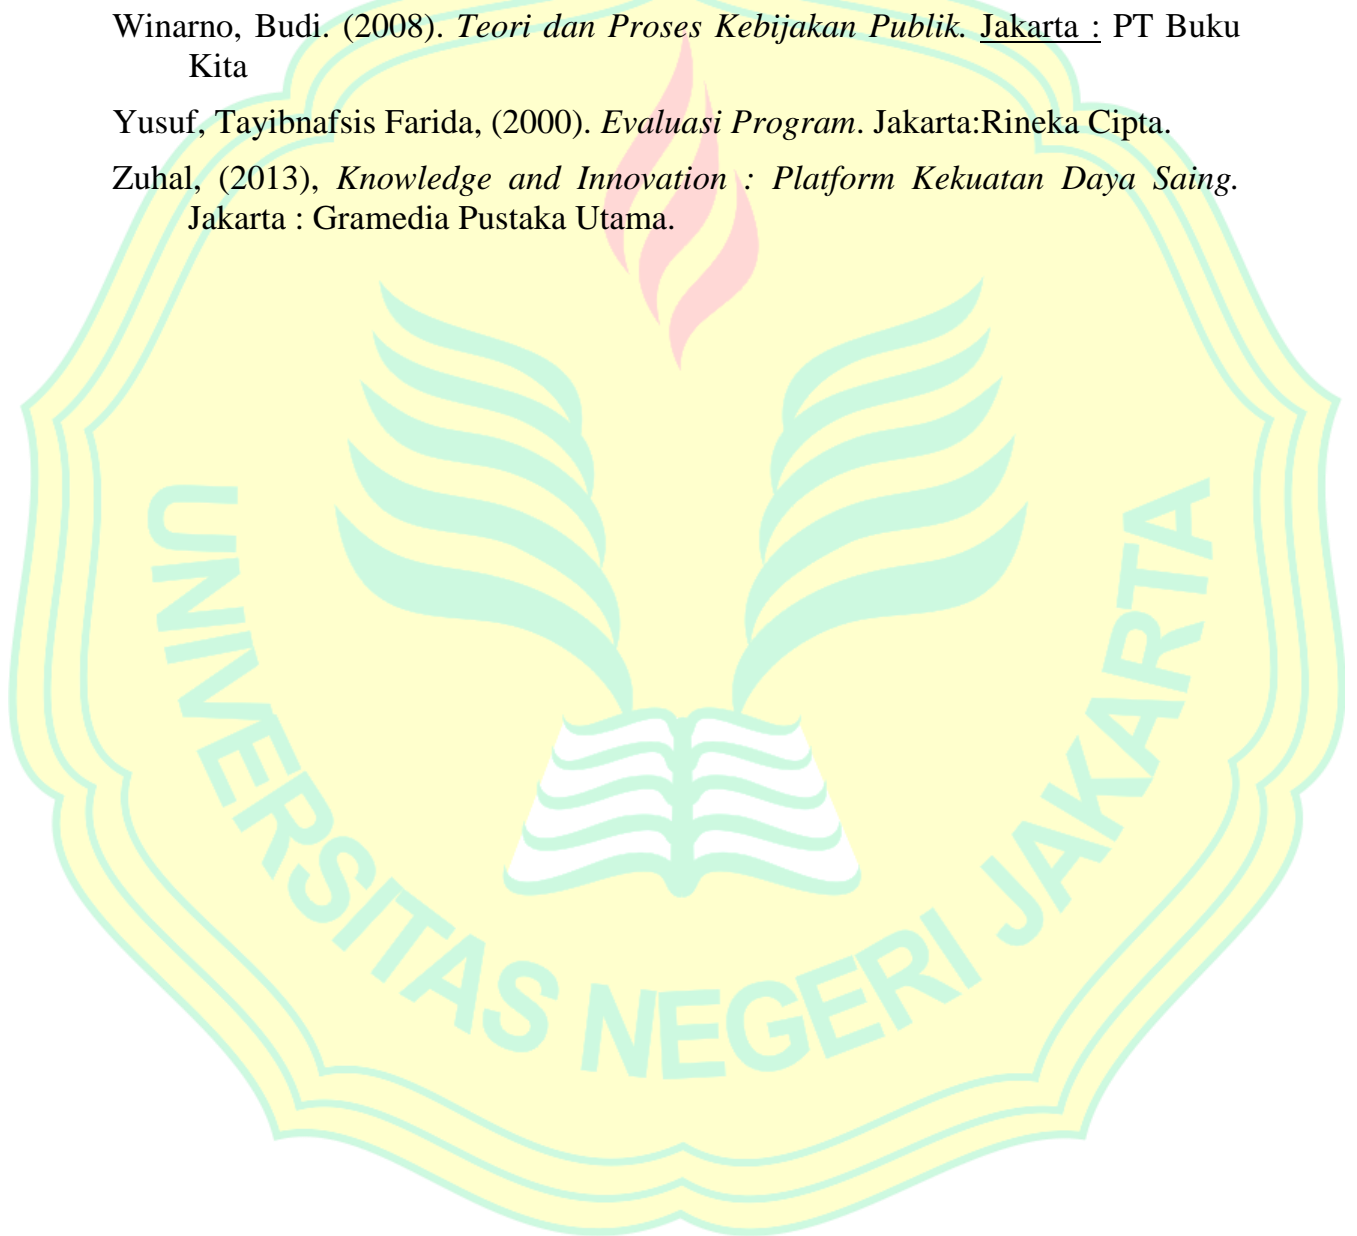 Winarno, Budi. (2008). Teori dan Proses Kebijakan Publik. Jakarta : PT Buku
Kita
Yusuf, Tayibnafsis Farida, (2000). Evaluasi Program. Jakarta:Rineka Cipta.
Zuhal, (2013), Knowledge and Innovation : Platform Kekuatan Daya Saing.
Jakarta : Gramedia Pustaka Utama.
UNIVERSITAS NEGERI JAKARTA